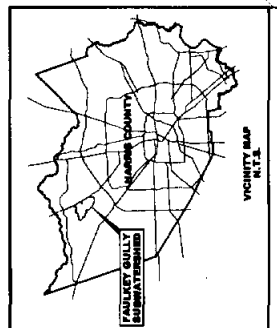 HARRIS COUNTY
FAULKEY GULLY
SUBWATERSHED
VICINITY MAP
N.T.S.